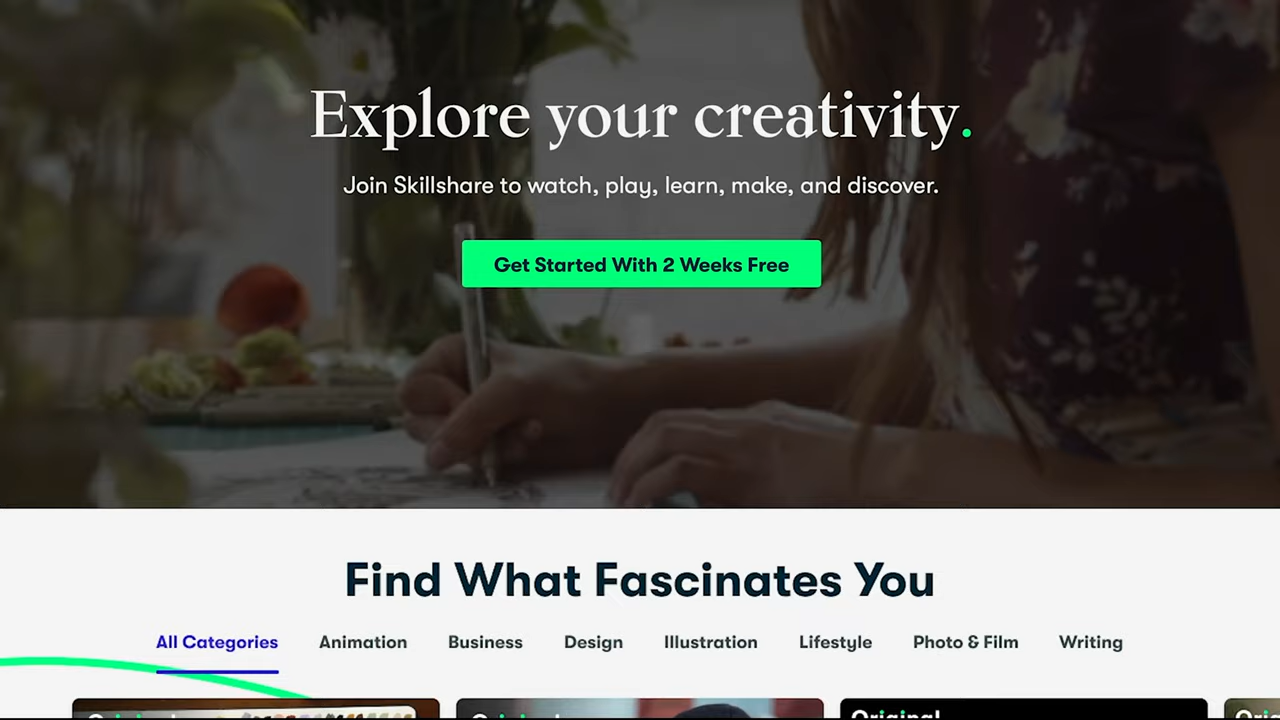 Explore your creativity.
Join Skillshare to watch, play, learn, make, and discover.
Get Started With 2 Weeks Free
Find What Fascinates You
All Categories Animation Business Design Illustration Lifestyle Photo & Film Writing
Original